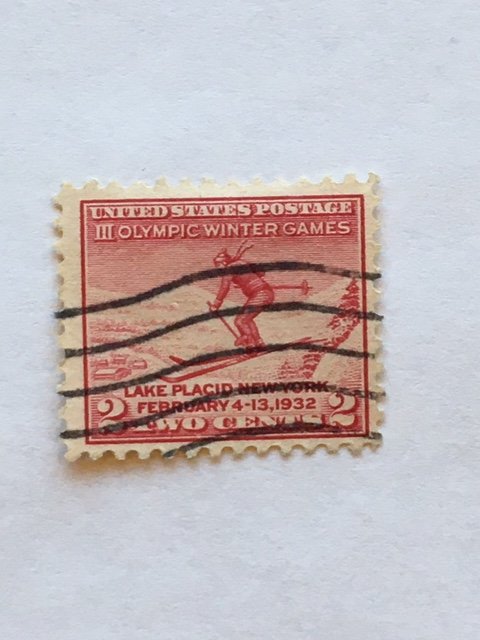 UNITED STATES POSTAGE
III OLYMPIC WINTER GAMES
LAKE PLACID NEW YORK
FEBRUARY 4-13, 1932
2 TWO CENTS 2